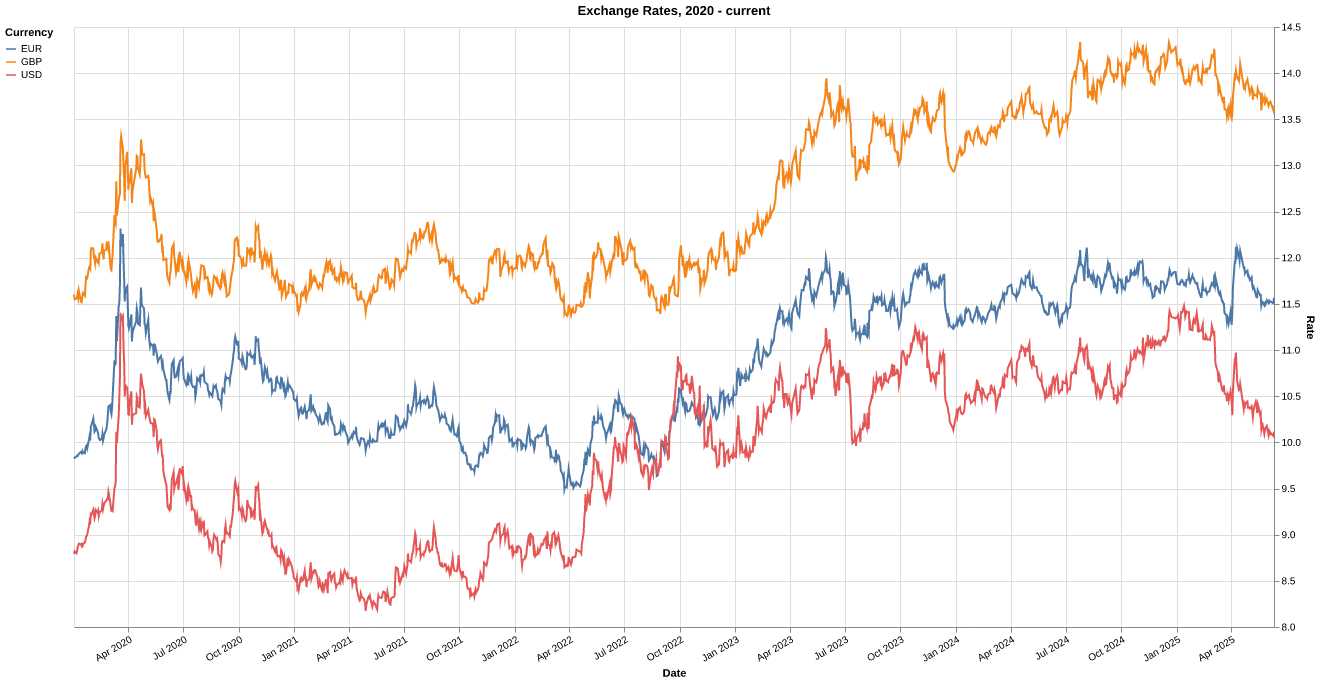 Exchange Rates, 2020 - current
Currency
EUR
GBP
USD
14.5
14.0
13.5
13.0
12.5
12.0
11.5
11.0
10.5
10.0
9.5
9.0
8.5
8.0
Rate
Apr 2020
Jul 2020
Oct 2020
Jan 2021
Apr 2021
Jul 2021
Oct 2021
Jan 2022
Apr 2022
Jul 2022
Oct 2022
Jan 2023
Apr 2023
Jul 2023
Oct 2023
Jan 2024
Apr 2024
Jul 2024
Oct 2024
Jan 2025
Apr 2025
Date